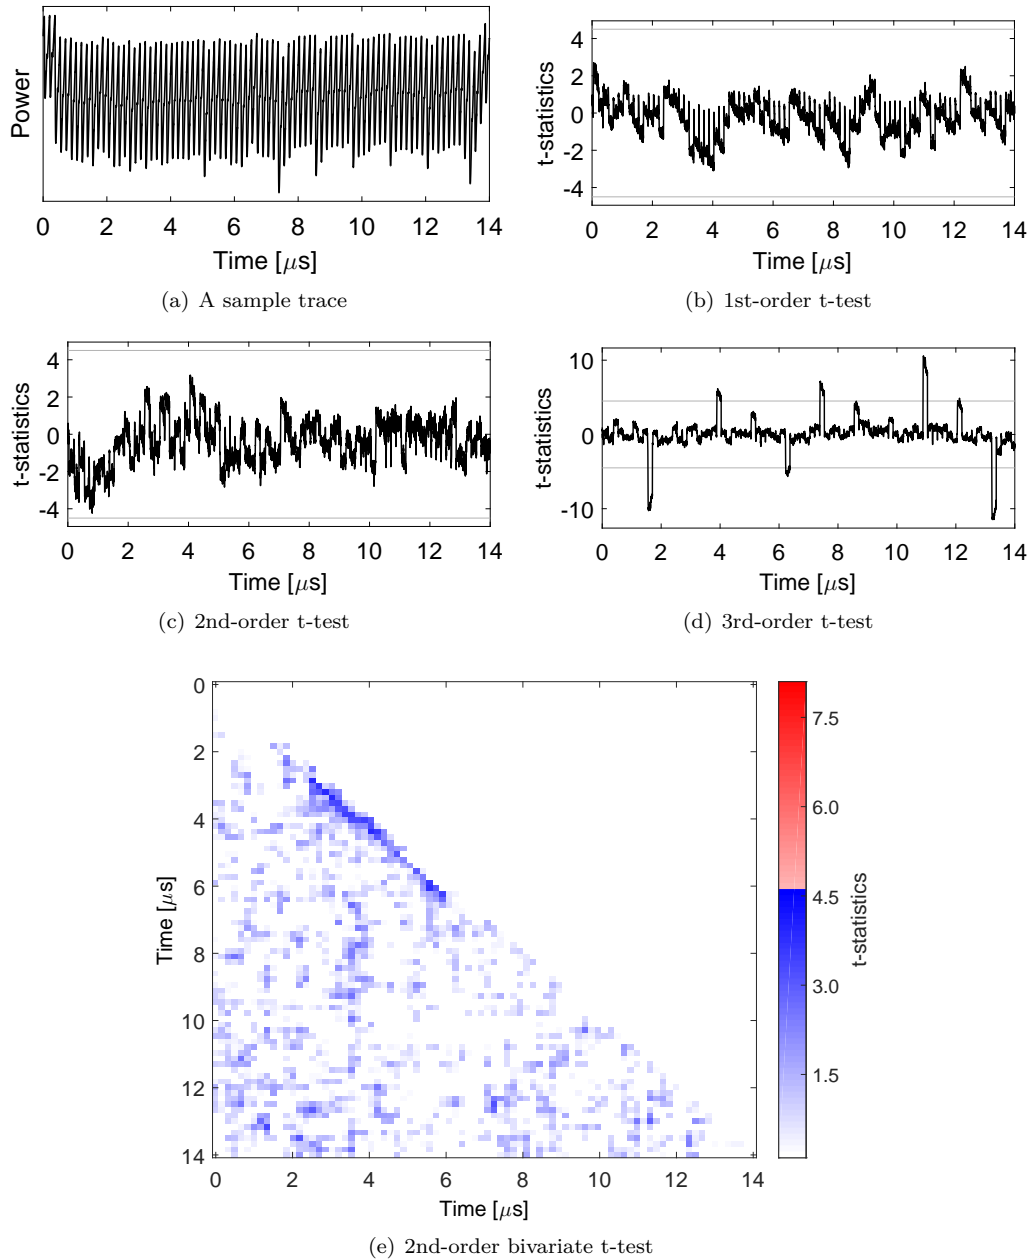 Power
0 2 4 6 8 10 12 14
Time [μs]
(a) A sample trace
t-statistics
4
2
0
-2
-4
0 2 4 6 8 10 12 14
Time [μs]
(b) 1st-order t-test
t-statistics
4
2
0
-2
-4
0 2 4 6 8 10 12 14
Time [μs]
(c) 2nd-order t-test
t-statistics
10
0
-10
0 2 4 6 8 10 12 14
Time [μs]
(d) 3rd-order t-test
Time [μs]
0
2
4
6
8
10
12
14
0 2 4 6 8 10 12 14
Time [μs]
7.5
6.0
4.5
3.0
1.5
t-statistics
(e) 2nd-order bivariate t-test